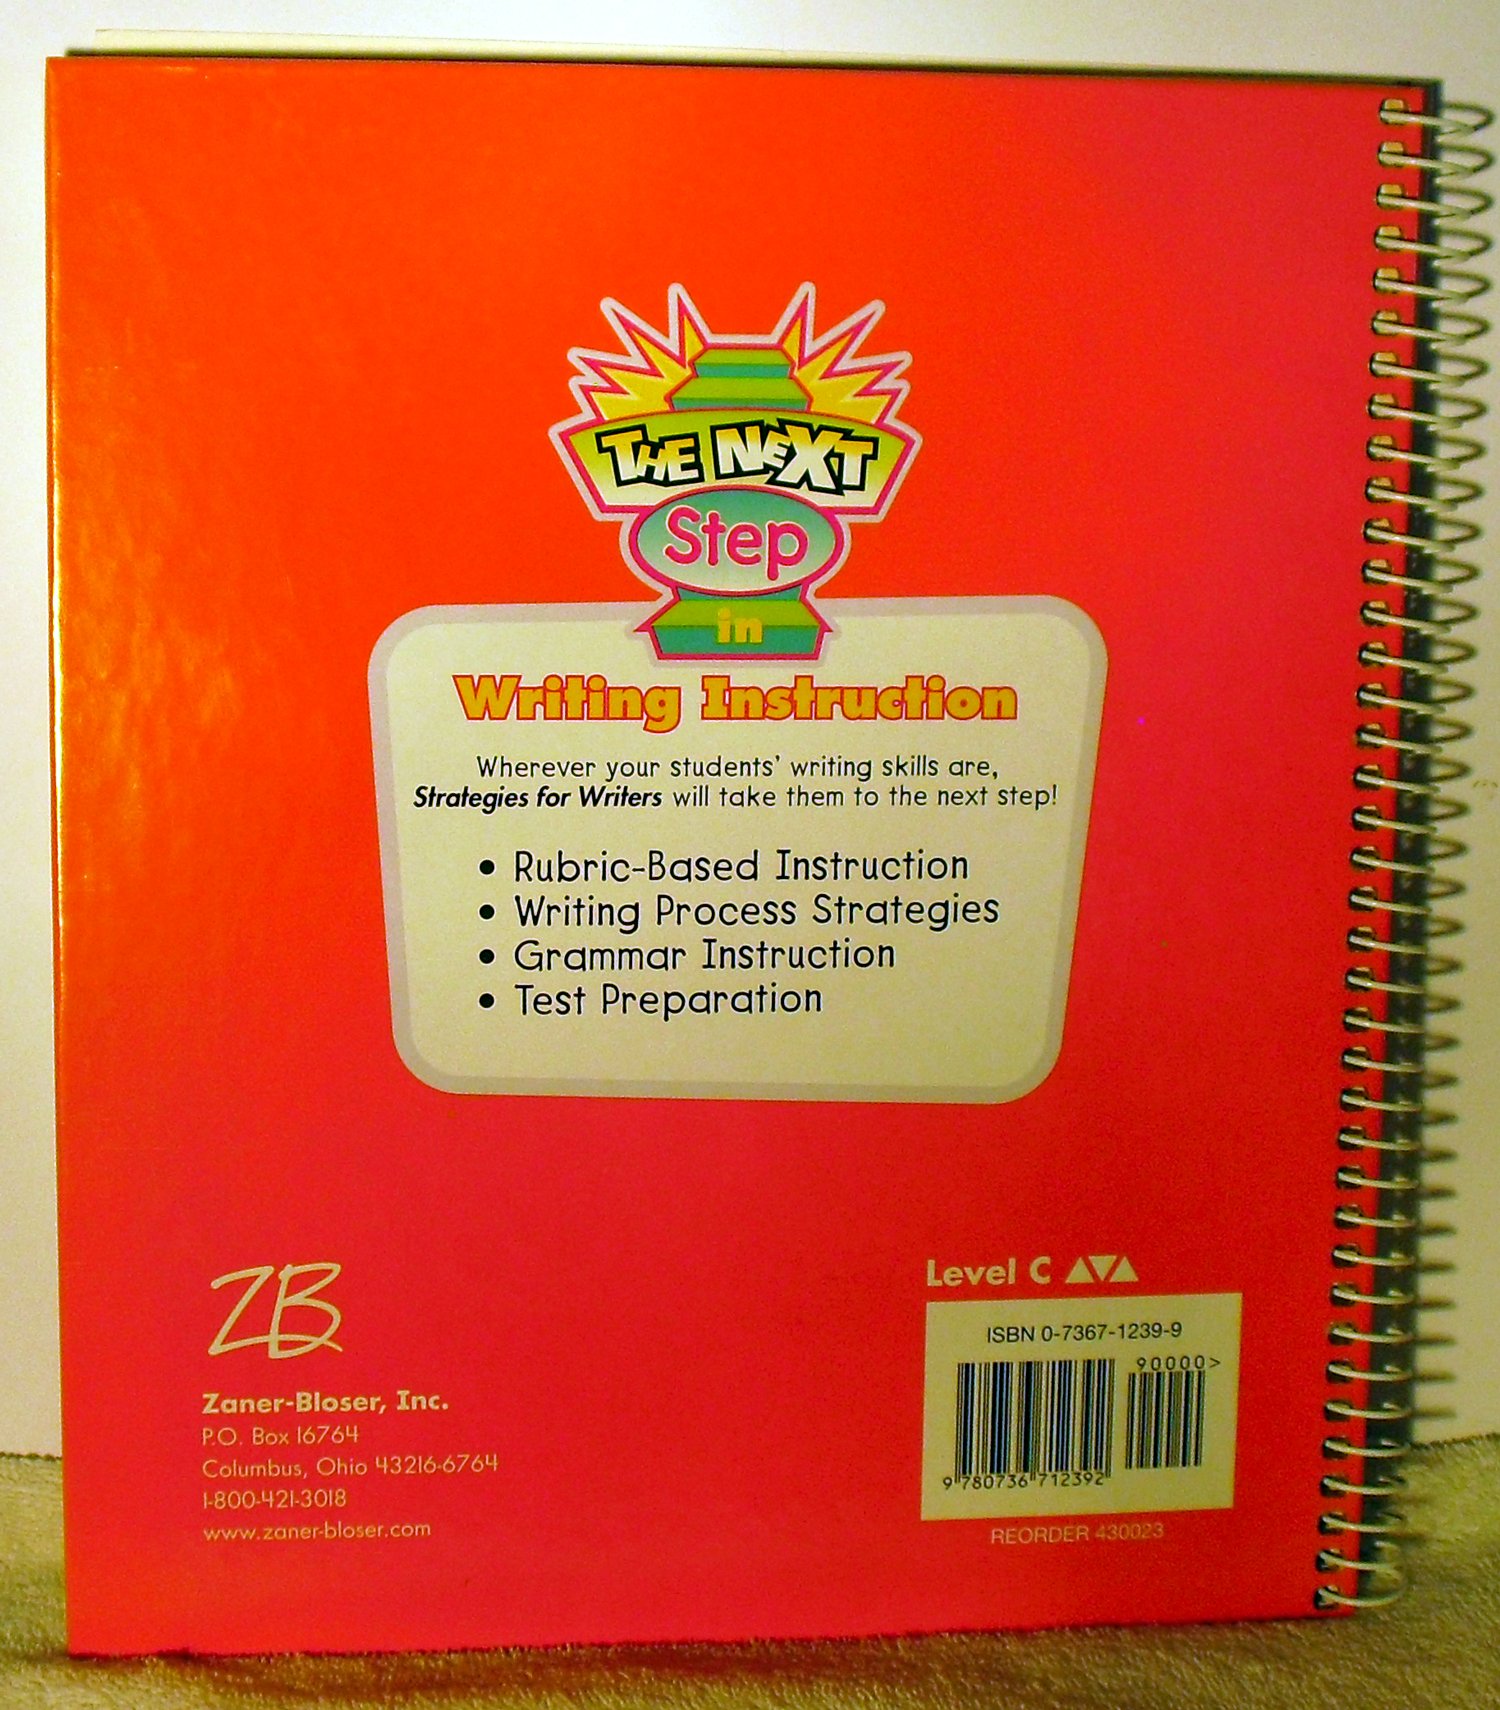 THE NEXT
Step
in
Writing Instruction
Wherever your students' writing skills are,
Strategies for Writers will take them to the next step!
• Rubric-Based Instruction
• Writing Process Strategies
• Grammar Instruction
• Test Preparation
ZB
Zaner-Bloser, Inc.
P.O. Box 16764
Columbus, Ohio 43216-6764
1-800-421-3018
www.zaner-bloser.com
Level C
ISBN 0-7367-1239-9
90000>
9 780736 712392
REORDER 430023